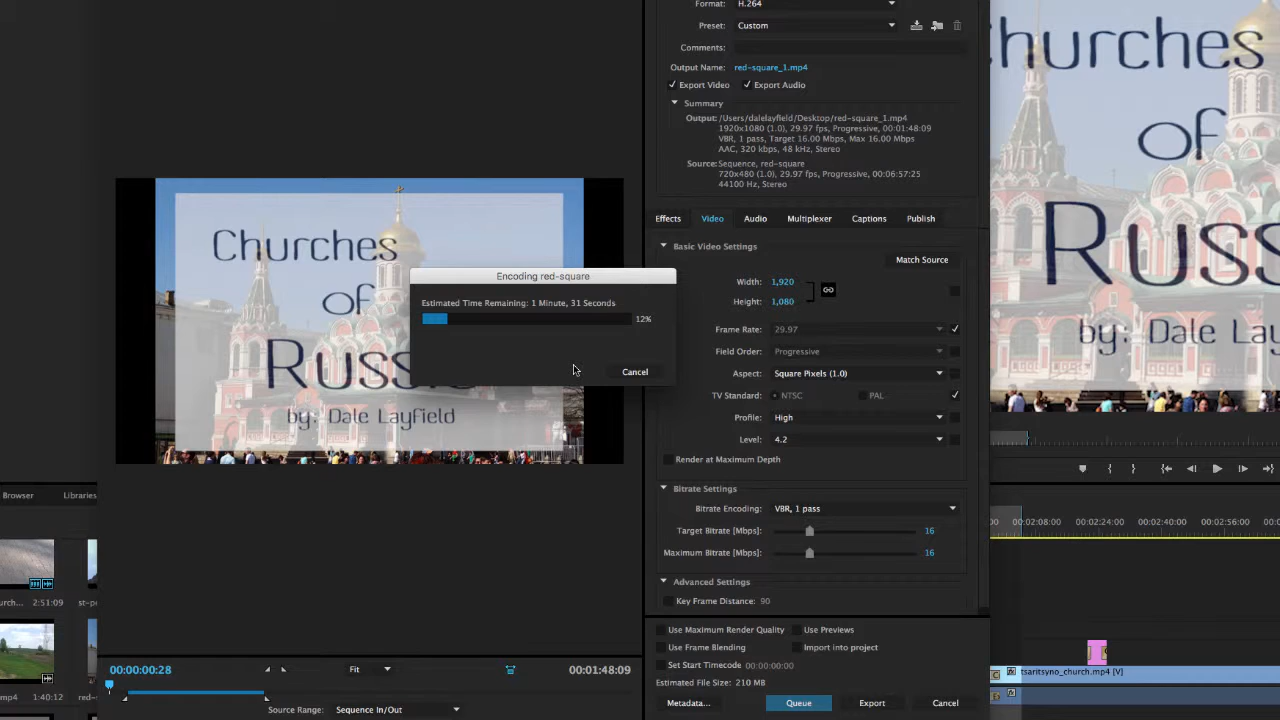 Format: H.264
Preset: Custom
Comments:
Output Name: red-square_1.mp4
Export Video Export Audio
Summary
Output: /Users/dalelayfield/Desktop/red-square_1.mp4
1920x1080 (1.0), 29.97 fps, Progressive, 00:01:48:09
VBR, 1 pass, Target 16.00 Mbps, Max 16.00 Mbps
AAC, 320 kbps, 48 kHz, Stereo
Source: Sequence, red-square
720x480 (1.0), 29.97 fps, Progressive, 00:06:57:25
44100 Hz, Stereo
Effects Video Audio Multiplexer Captions Publish
Basic Video Settings
Match Source
Width: 1,920
Height: 1,080
Frame Rate: 29.97
Field Order: Progressive
Aspect: Square Pixels (1.0)
TV Standard: NTSC PAL
Profile: High
Level: 4.2
Render at Maximum Depth
Bitrate Settings
Bitrate Encoding: VBR, 1 pass
Target Bitrate [Mbps]: 16
Maximum Bitrate [Mbps]: 16
Advanced Settings
Key Frame Distance: 90
Use Maximum Render Quality Use Previews
Use Frame Blending Import into project
Set Start Timecode 00:00:00:00
Estimated File Size: 210 MB
Metadata... Queue Export Cancel
Churches
of
by: Dale Layfield
Encoding red-square
Estimated Time Remaining: 1 Minute, 31 Seconds
12%
Cancel
00:00:00:28 Fit 00:01:48:09
Source Range: Sequence In/Out
Browser Libraries
2:51:09
1:40:12
Churches
of
Russ
by: Dale Layf
00:02:08:00 00:02:24:00 00:02:40:00 00:02:56:00
tsaritsyno_church.mp4 [V]